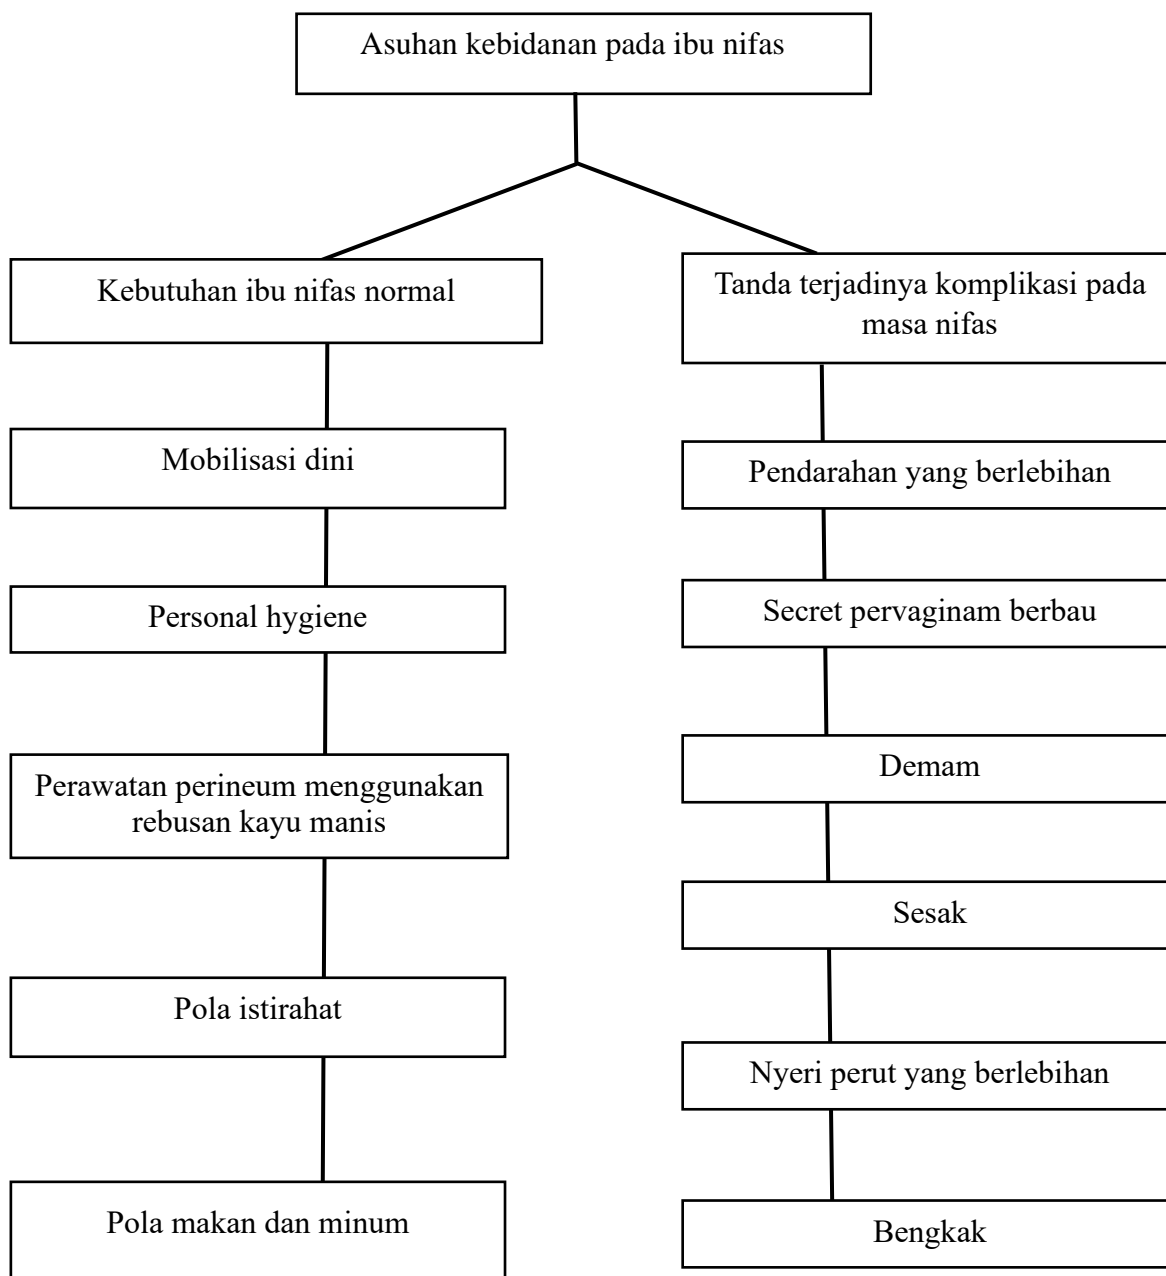 Asuhan kebidanan pada ibu nifas
Kebutuhan ibu nifas normal
Mobilisasi dini
Personal hygiene
Perawatan perineum menggunakan
rebusan kayu manis
Pola istirahat
Pola makan dan minum
Tanda terjadinya komplikasi pada
masa nifas
Pendarahan yang berlebihan
Secret pervaginam berbau
Demam
Sesak
Nyeri perut yang berlebihan
Bengkak